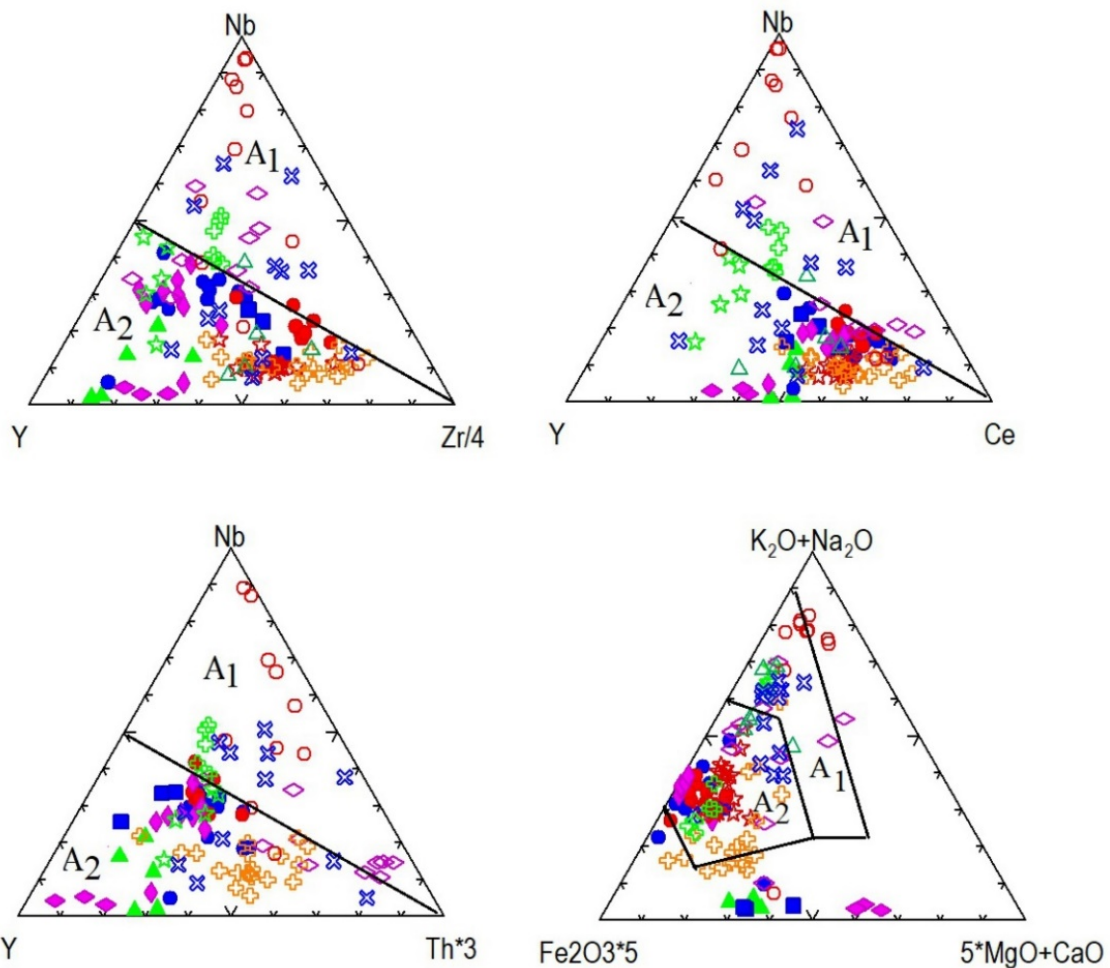 Nb
A1
A2
Y
Zr/4
Nb
A1
A2
Y
Ce
Nb
A1
A2
Y
Th*3
K2O+Na2O
A1
A2
Fe2O3*5
5*MgO+CaO